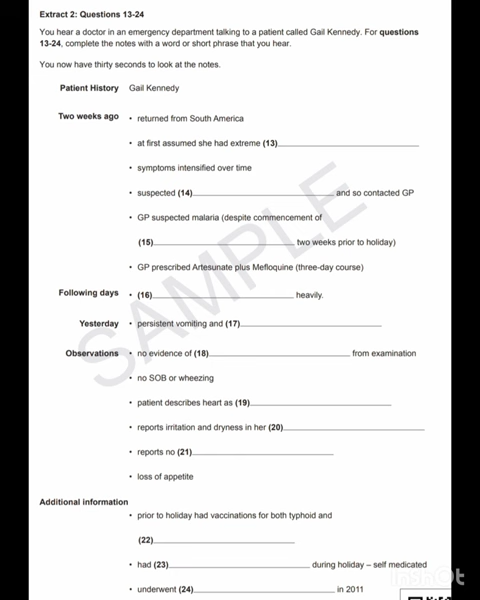 Extract 2: Questions 13-24
You hear a doctor in an emergency department talking to a patient called Gail Kennedy. For questions
13-24, complete the notes with a word or short phrase that you hear.
You now have thirty seconds to look at the notes.
Patient History Gail Kennedy
Two weeks ago • returned from South America
• at first assumed she had extreme (13)
• symptoms intensified over time
• suspected (14) and so contacted GP
• GP suspected malaria (despite commencement of
(15) two weeks prior to holiday)
• GP prescribed Artesunate plus Mefloquine (three-day course)
Following days • (16) heavily.
Yesterday • persistent vomiting and (17)
Observations • no evidence of (18) from examination
• no SOB or wheezing
• patient describes heart as (19)
• reports irritation and dryness in her (20)
• reports no (21)
• loss of appetite
Additional information
• prior to holiday had vaccinations for both typhoid and
(22)
• had (23) during holiday – self medicated
• underwent (24) in 2011
SAMPLE